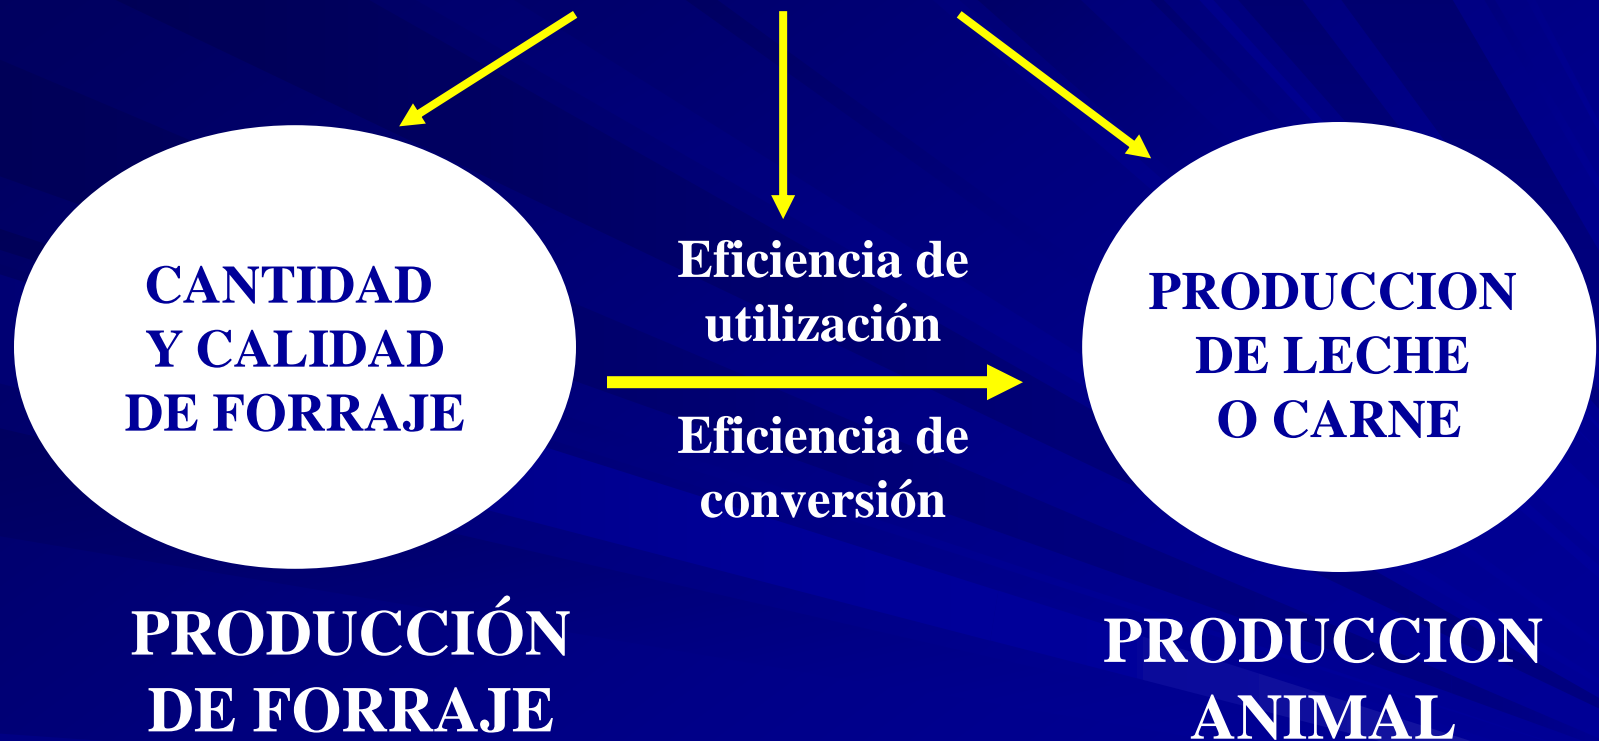 CANTIDAD
Y CALIDAD
DE FORRAJE
Eficiencia de
utilización
Eficiencia de
conversión
PRODUCCION
DE LECHE
O CARNE
PRODUCCIÓN
DE FORRAJE
PRODUCCION
ANIMAL